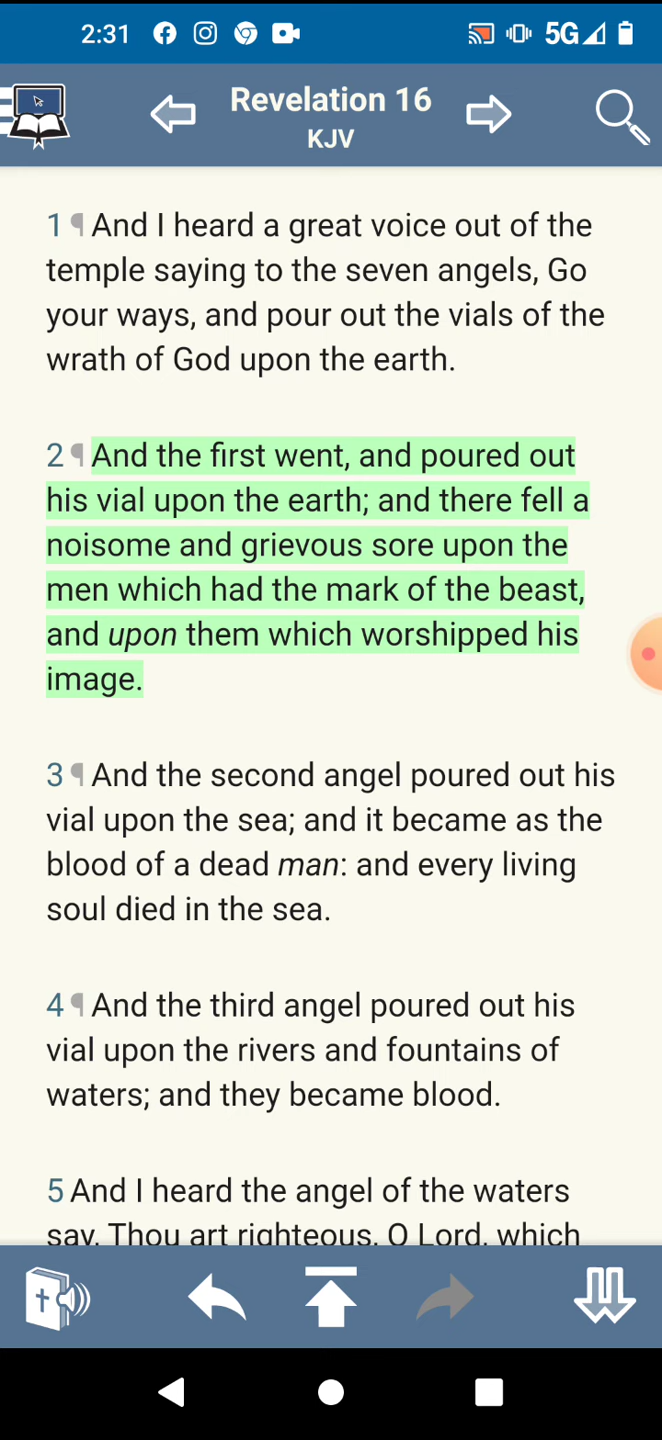 2:31 5G
Revelation 16
KJV
1 ¶ And I heard a great voice out of the
temple saying to the seven angels, Go
your ways, and pour out the vials of the
wrath of God upon the earth.
2 ¶ And the first went, and poured out
his vial upon the earth; and there fell a
noisome and grievous sore upon the
men which had the mark of the beast,
and upon them which worshipped his
image.
3 ¶ And the second angel poured out his
vial upon the sea; and it became as the
blood of a dead man: and every living
soul died in the sea.
4 ¶ And the third angel poured out his
vial upon the rivers and fountains of
waters; and they became blood.
5 And I heard the angel of the waters
say, Thou art righteous, O Lord, which